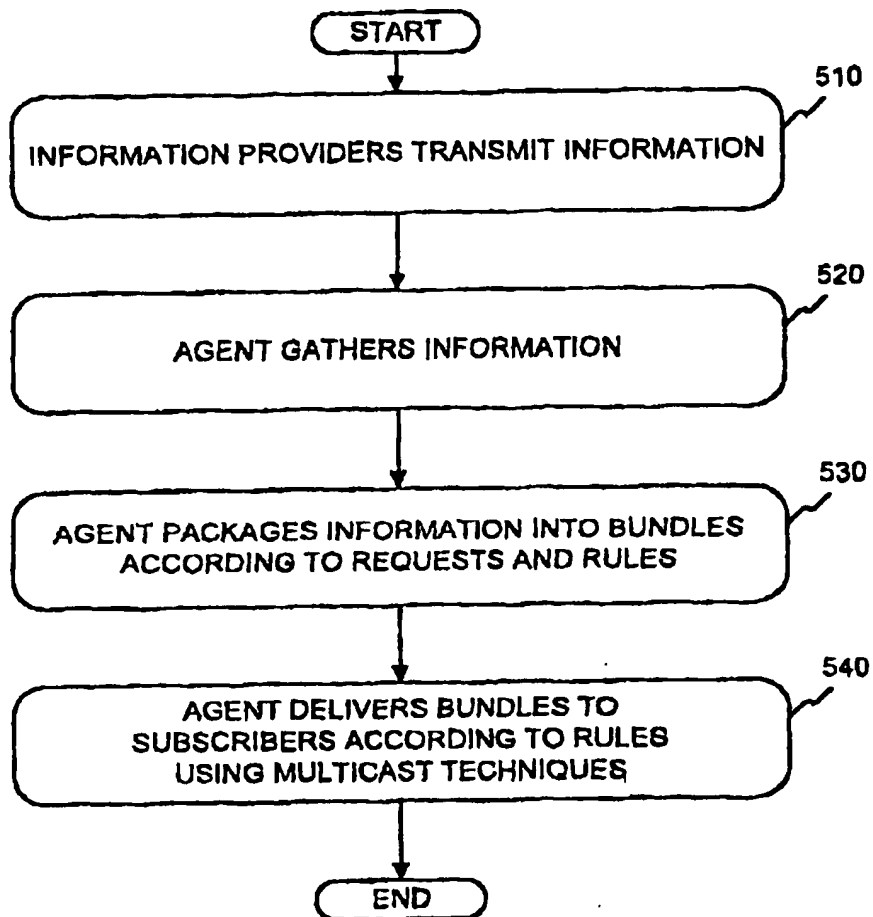 START
510
INFORMATION PROVIDERS TRANSMIT INFORMATION
520
AGENT GATHERS INFORMATION
530
AGENT PACKAGES INFORMATION INTO BUNDLES
ACCORDING TO REQUESTS AND RULES
540
AGENT DELIVERS BUNDLES TO
SUBSCRIBERS ACCORDING TO RULES
USING MULTICAST TECHNIQUES
END